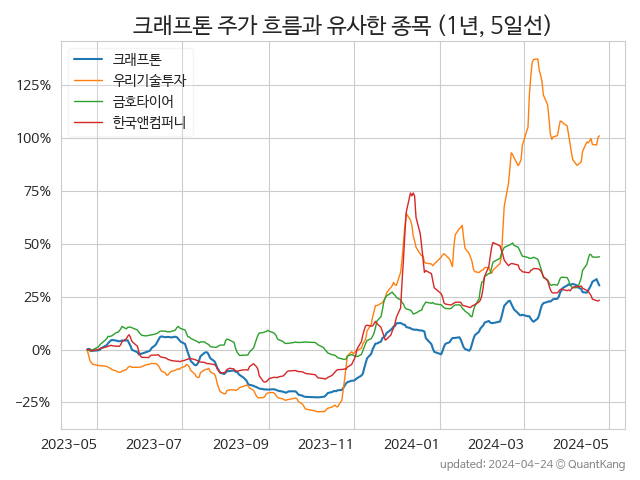 크래프톤 주가 흐름과 유사한 종목 (1년, 5일선)
크래프톤
우리기술투자
금호타이어
한국앤컴퍼니
125%
100%
75%
50%
25%
0%
−25%
2023-05 2023-07 2023-09 2023-11 2024-01 2024-03 2024-05
updated: 2024-04-24 © QuantKang